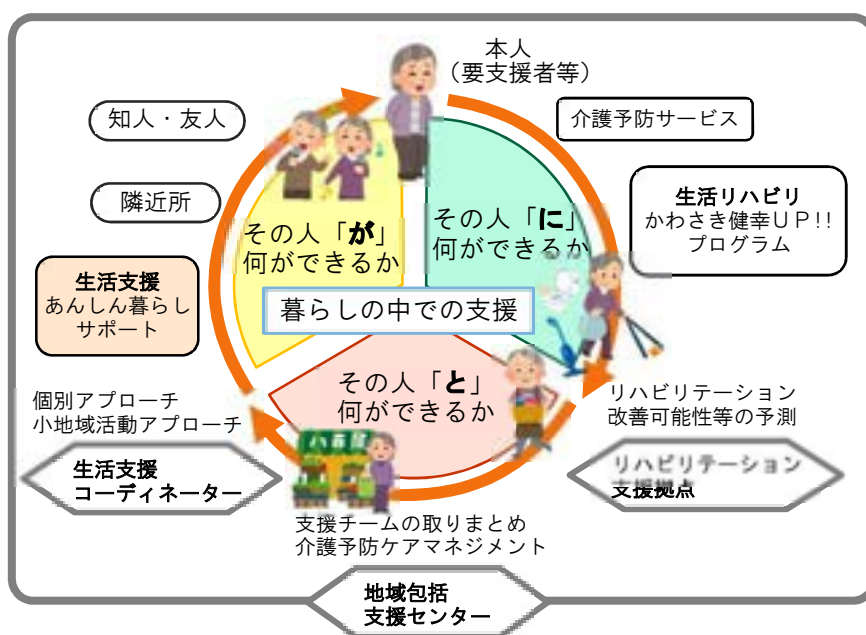 本人
（要支援者等）
知人・友人
介護予防サービス
隣近所
生活リハビリ
かわさき健幸ＵＰ!!
プログラム
その人「が」
何ができるか
その人「に」
何ができるか
生活支援
あんしん暮らし
サポート
暮らしの中での支援
その人「と」
何ができるか
個別アプローチ
小地域活動アプローチ
リハビリテーション
改善可能性等の予測
八百屋
生活支援
コーディネーター
リハビリテーション
支援拠点
支援チームの取りまとめ
介護予防ケアマネジメント
地域包括
支援センター